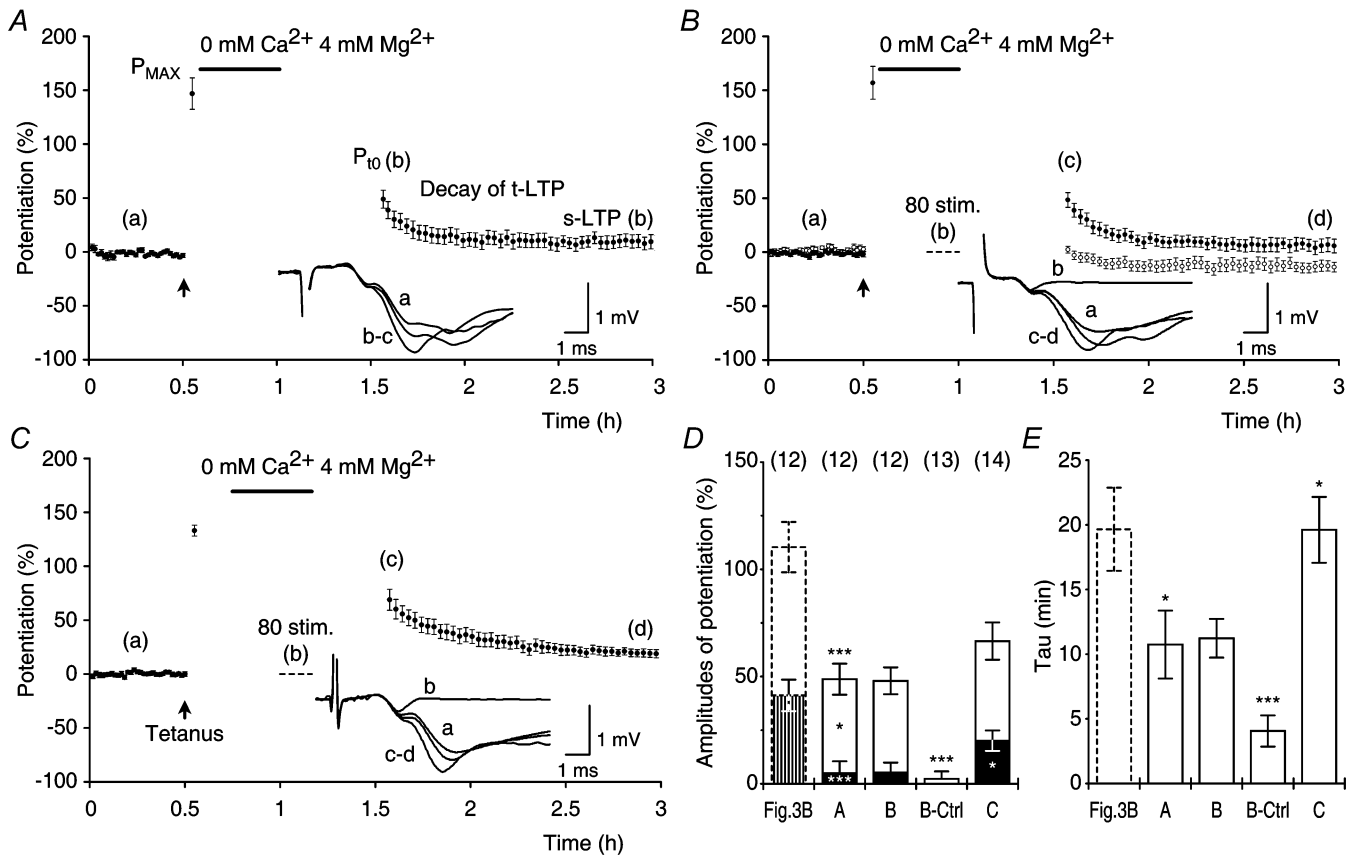 A
0 mM Ca2+ 4 mM Mg2+
PMAX
Pt0 (b)
Decay of t-LTP
s-LTP (b)
(a)
a
b-c
1 mV
1 ms
Potentiation (%)
200
150
100
50
0
-50
-100
0 0.5 1 1.5 2 2.5 3
Time (h)
B
0 mM Ca2+ 4 mM Mg2+
(c)
80 stim.
(a)
(b)
(d)
b
a
c-d
1 mV
1 ms
Potentiation (%)
200
150
100
50
0
-50
-100
0 0.5 1 1.5 2 2.5 3
Time (h)
C
0 mM Ca2+ 4 mM Mg2+
(c)
80 stim.
(a)
(b)
(d)
Tetanus
b
a
c-d
1 mV
1 ms
Potentiation (%)
200
150
100
50
0
-50
-100
0 0.5 1 1.5 2 2.5 3
Time (h)
D
(12) (12) (12) (13) (14)
Amplitudes of potentiation (%)
150
100
50
0
***
*
***
***
*
Fig.3B A B B-Ctrl C
E
Tau (min)
25
20
15
10
5
0
*
***
*
Fig.3B A B B-Ctrl C